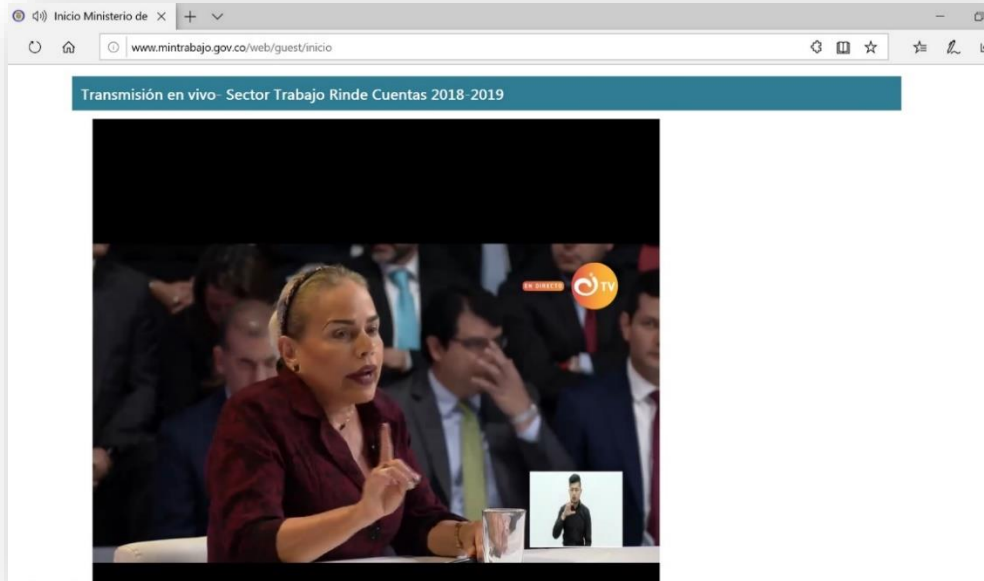 Inicio Ministerio de
www.mintrabajo.gov.co/web/guest/inicio
Transmisión en vivo- Sector Trabajo Rinde Cuentas 2018-2019
EN DIRECTO
TV